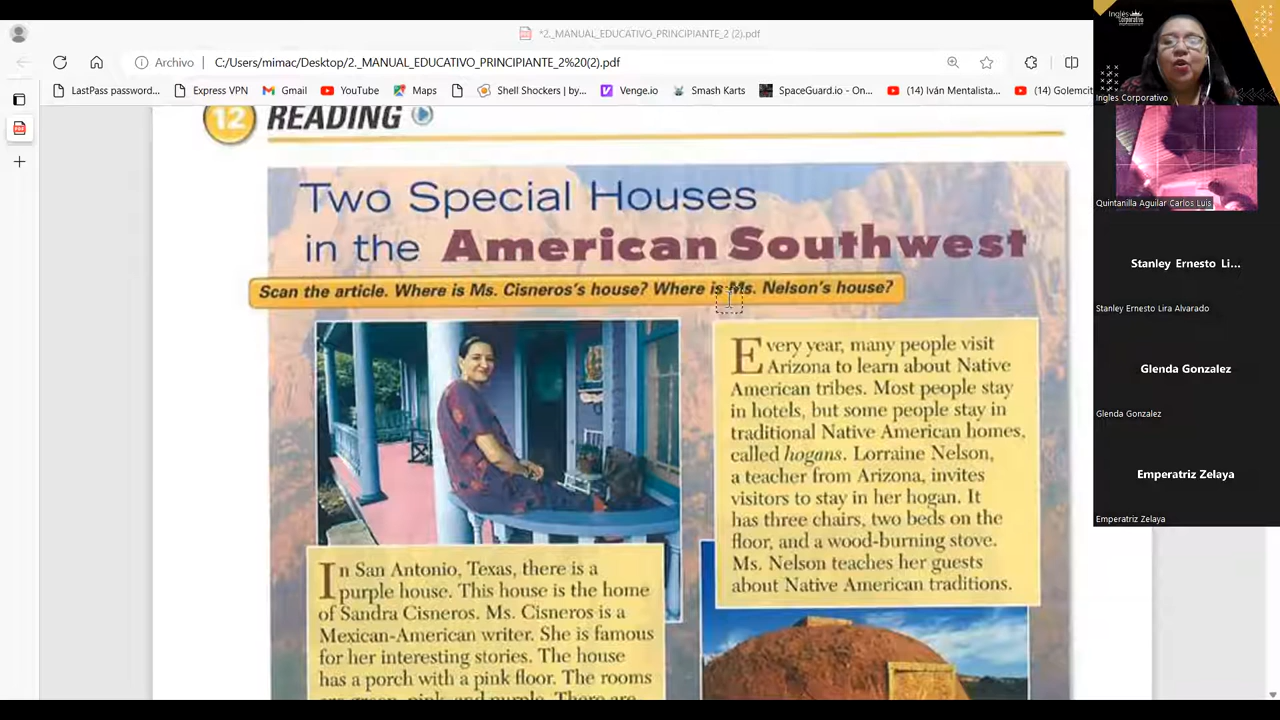 *2._MANUAL_EDUCATIVO_PRINCIPIANTE_2 (2).pdf
Archivo
C:/Users/mimac/Desktop/2._MANUAL_EDUCATIVO_PRINCIPIANTE_2%20(2).pdf
LastPass password...
Express VPN
Gmail
YouTube
Maps
Shell Shockers | by...
Venge.io
Smash Karts
SpaceGuard.io - On...
(14) Iván Mentalista...
(14) Golemcit
12 READING
Two Special Houses
in the American Southwest
Scan the article. Where is Ms. Cisneros's house? Where is Ms. Nelson's house?
Every year, many people visit
Arizona to learn about Native
American tribes. Most people stay
in hotels, but some people stay in
traditional Native American homes,
called hogans. Lorraine Nelson,
a teacher from Arizona, invites
visitors to stay in her hogan. It
has three chairs, two beds on the
floor, and a wood-burning stove.
Ms. Nelson teaches her guests
about Native American traditions.
In San Antonio, Texas, there is a
purple house. This house is the home
of Sandra Cisneros. Ms. Cisneros is a
Mexican-American writer. She is famous
for her interesting stories. The house
has a porch with a pink floor. The rooms
are green, pink, and purple. There are
Inglés
Corporativo
Ingles Corporativo
Quintanilla Aguilar Carlos Luis
Stanley Ernesto Li...
Stanley Ernesto Lira Alvarado
Glenda Gonzalez
Glenda Gonzalez
Emperatriz Zelaya
Emperatriz Zelaya